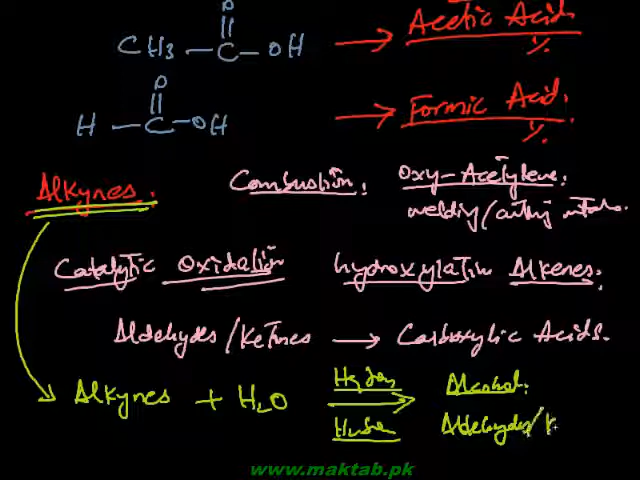 O
CH3 — C — OH → Acetic Acid
O
H — C — OH → Formic Acid.
Alkynes. Combustion. Oxy-Acetylene.
welding/cutting metals.
Catalytic Oxidation hydroxylation Alkenes.
Aldehydes/Ketones → Carboxylic Acids.
Alkynes + H2O → Alcohol.
Aldehydes/K
www.maktab.pk